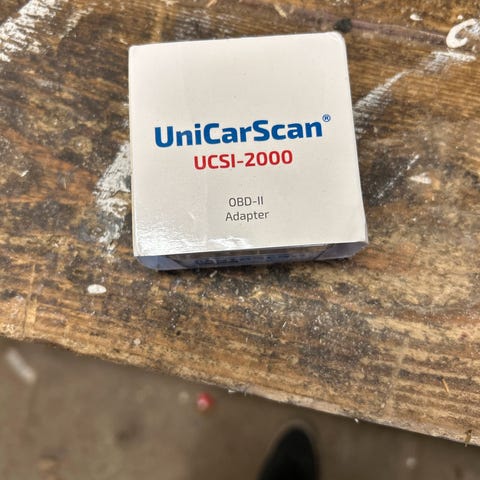 UniCarScan®
UCSI-2000
OBD-II
Adapter